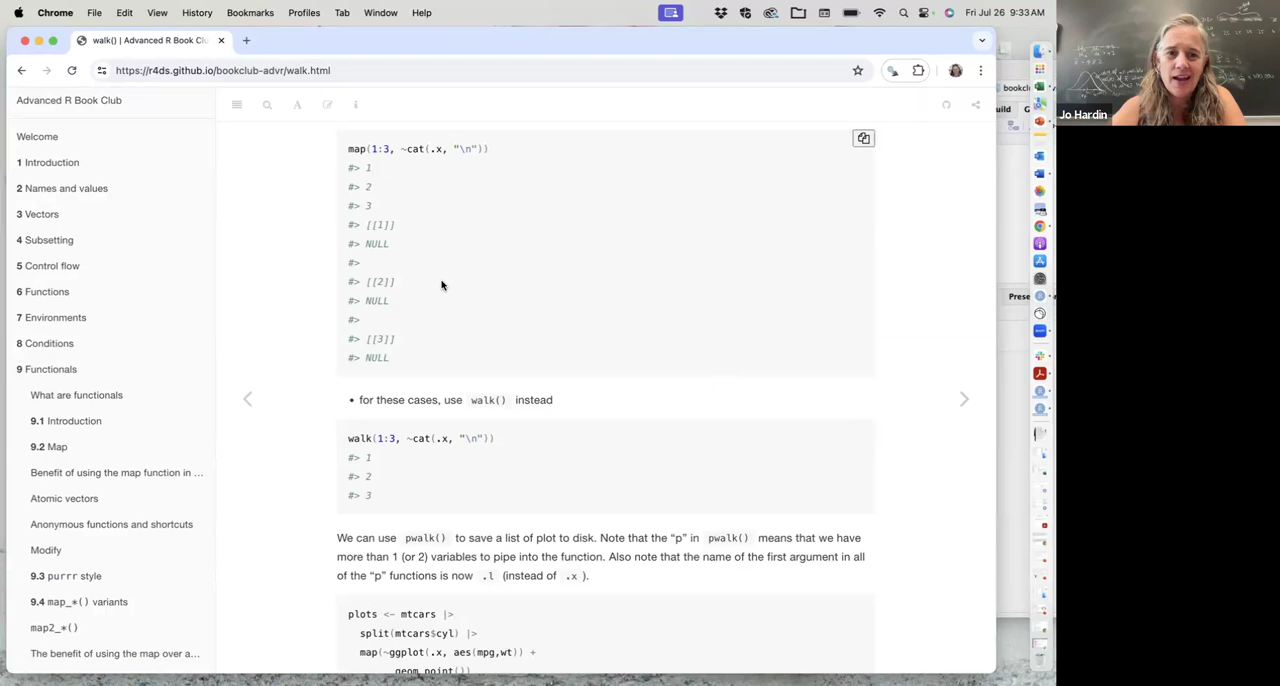 Chrome File Edit View History Bookmarks Profiles Tab Window Help Fri Jul 26 9:33 AM
walk() | Advanced R Book Clu
https://r4ds.github.io/bookclub-advr/walk.html
Advanced R Book Club
Welcome
1 Introduction
2 Names and values
3 Vectors
4 Subsetting
5 Control flow
6 Functions
7 Environments
8 Conditions
9 Functionals
What are functionals
9.1 Introduction
9.2 Map
Benefit of using the map function in ...
Atomic vectors
Anonymous functions and shortcuts
Modify
9.3 purrr style
9.4 map_*() variants
map2_*()
The benefit of using the map over a...
map(1:3, ~cat(.x, "\n"))
#> 1
#> 2
#> 3
#> [[1]]
#> NULL
#>
#> [[2]]
#> NULL
#>
#> [[3]]
#> NULL
• for these cases, use walk() instead
walk(1:3, ~cat(.x, "\n"))
#> 1
#> 2
#> 3
We can use pwalk() to save a list of plot to disk. Note that the “p” in pwalk() means that we have
more than 1 (or 2) variables to pipe into the function. Also note that the name of the first argument in all
of the “p” functions is now .l (instead of .x ).
plots <- mtcars |>
split(mtcars$cyl) |>
map(~ggplot(.x, aes(mpg,wt)) +
geom_point())
bookclu
uild
Prese
Jo Hardin